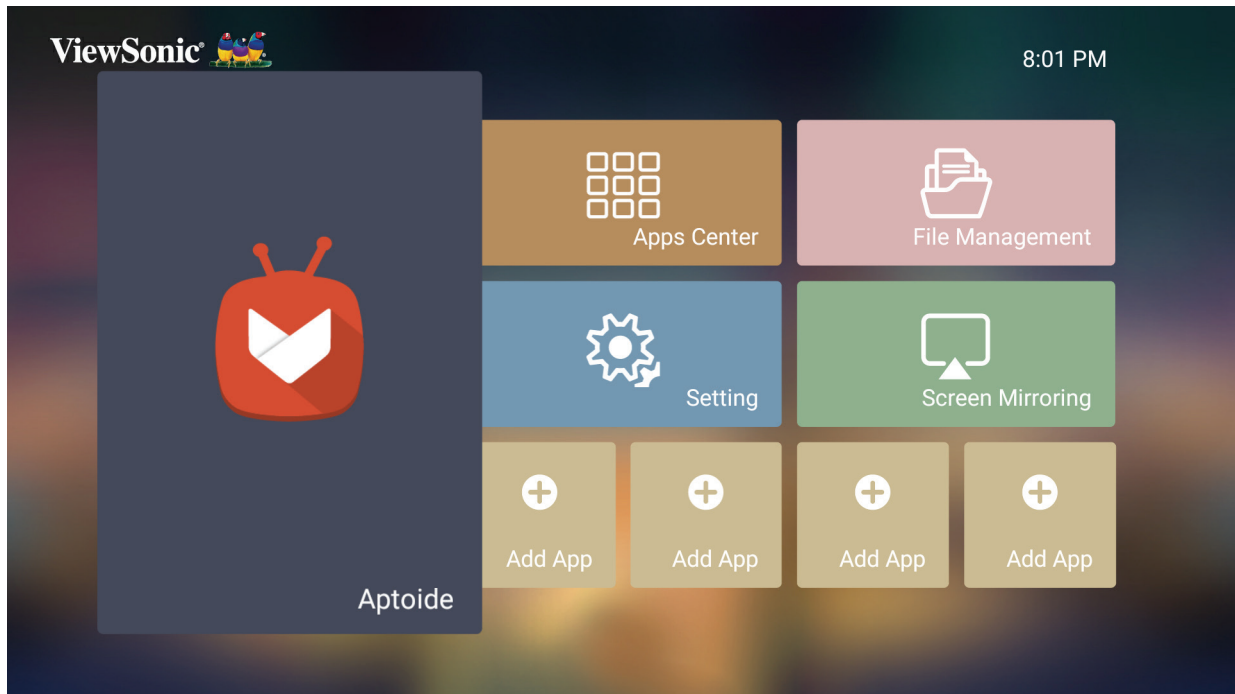 ViewSonic®
8:01 PM
Apps Center
File Management
Setting
Screen Mirroring
Add App
Add App
Add App
Add App
Aptoide